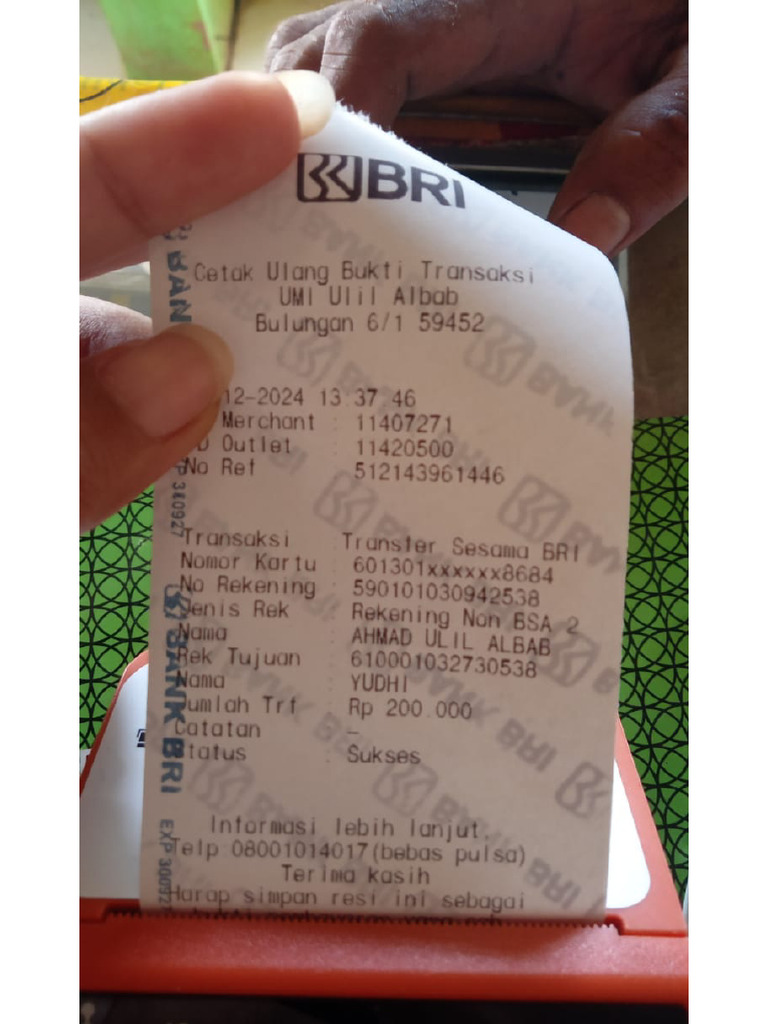 BRI
Cetak Ulang Bukti Transaksi
UMI Ulil Albab
Bulungan 6/1 59452
12-2024 13:37:46
Merchant : 11407271
Outlet : 11420500
No Ref : 512143961446
Transaksi : Transfer Sesama BRI
Nomor Kartu : 601301xxxxxx8684
No Rekening : 590101030942538
Jenis Rek : Rekening Non BSA 2
Nama : AHMAD ULIL ALBAB
Rek Tujuan : 610001032730538
Nama : YUDHI
Jumlah Trf : Rp 200.000
Catatan : -
Status : Sukses
Informasi lebih lanjut,
Telp 08001014017(bebas pulsa)
Terima kasih
Harap simpan resi ini sebagai
BANK BRI